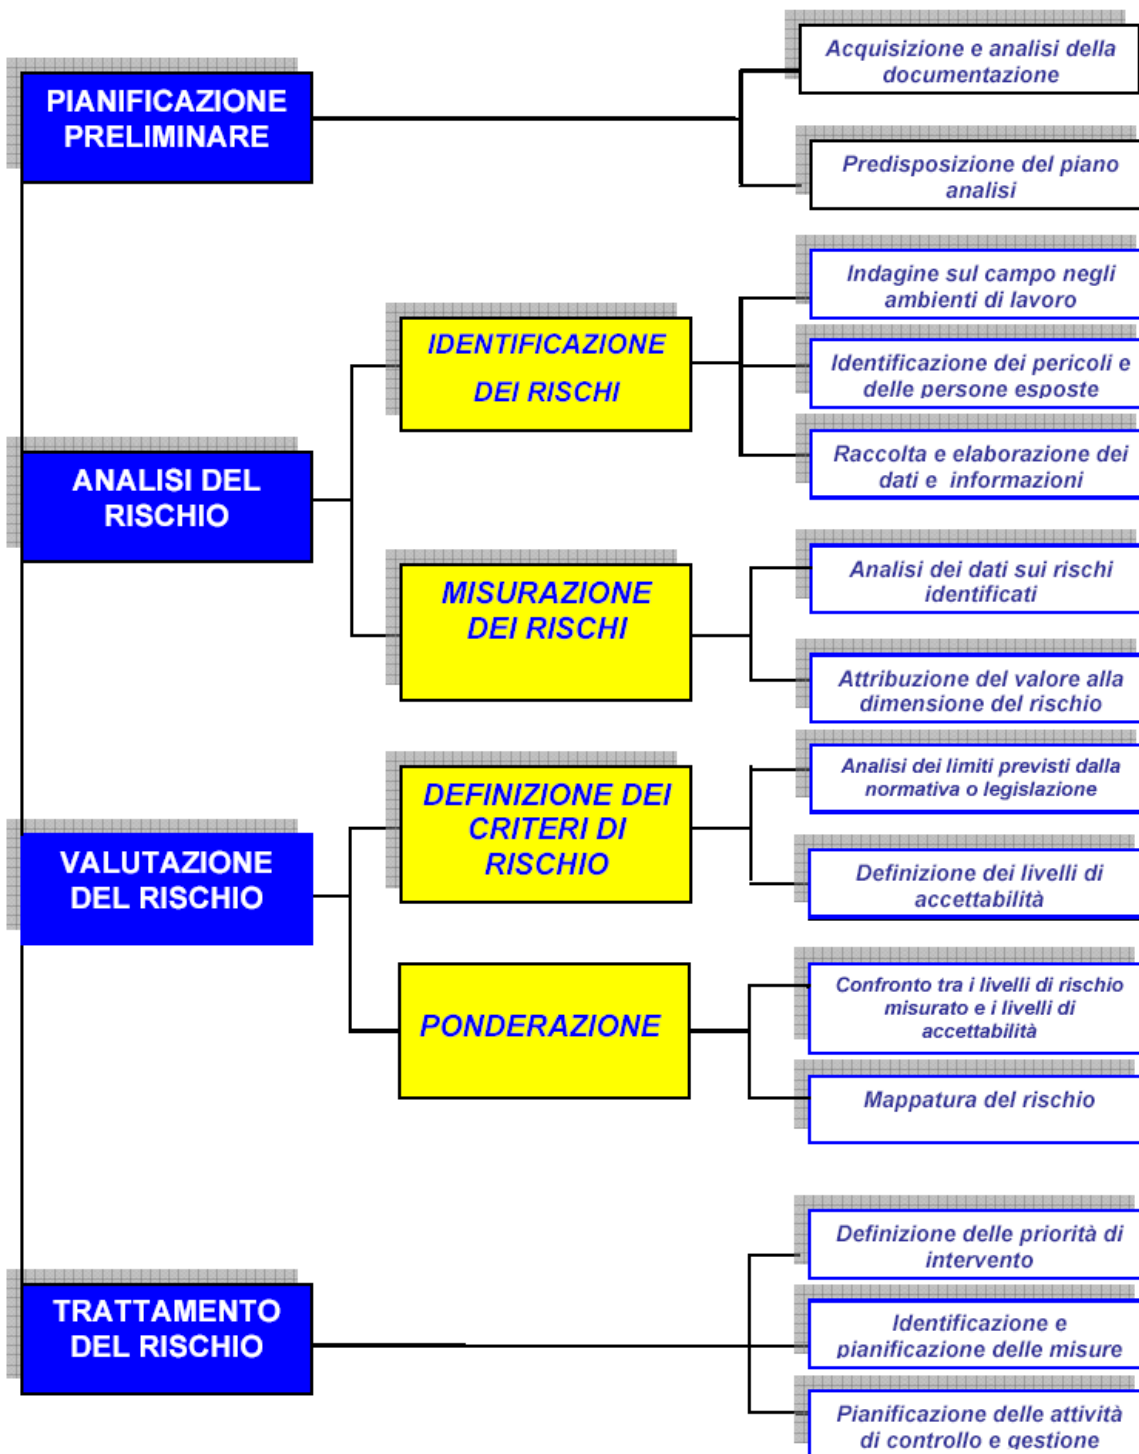 PIANIFICAZIONE
PRELIMINARE
Acquisizione e analisi della
documentazione
Predisposizione del piano
analisi
ANALISI DEL
RISCHIO
IDENTIFICAZIONE
DEI RISCHI
Indagine sul campo negli
ambienti di lavoro
Identificazione dei pericoli e
delle persone esposte
Raccolta e elaborazione dei
dati e informazioni
MISURAZIONE
DEI RISCHI
Analisi dei dati sui rischi
identificati
Attribuzione del valore alla
dimensione del rischio
VALUTAZIONE
DEL RISCHIO
DEFINIZIONE DEI
CRITERI DI
RISCHIO
Analisi dei limiti previsti dalla
normativa o legislazione
Definizione dei livelli di
accettabilità
PONDERAZIONE
Confronto tra i livelli di rischio
misurato e i livelli di
accettabilità
Mappatura del rischio
TRATTAMENTO
DEL RISCHIO
Definizione delle priorità di
intervento
Identificazione e
pianificazione delle misure
Pianificazione delle attività
di controllo e gestione